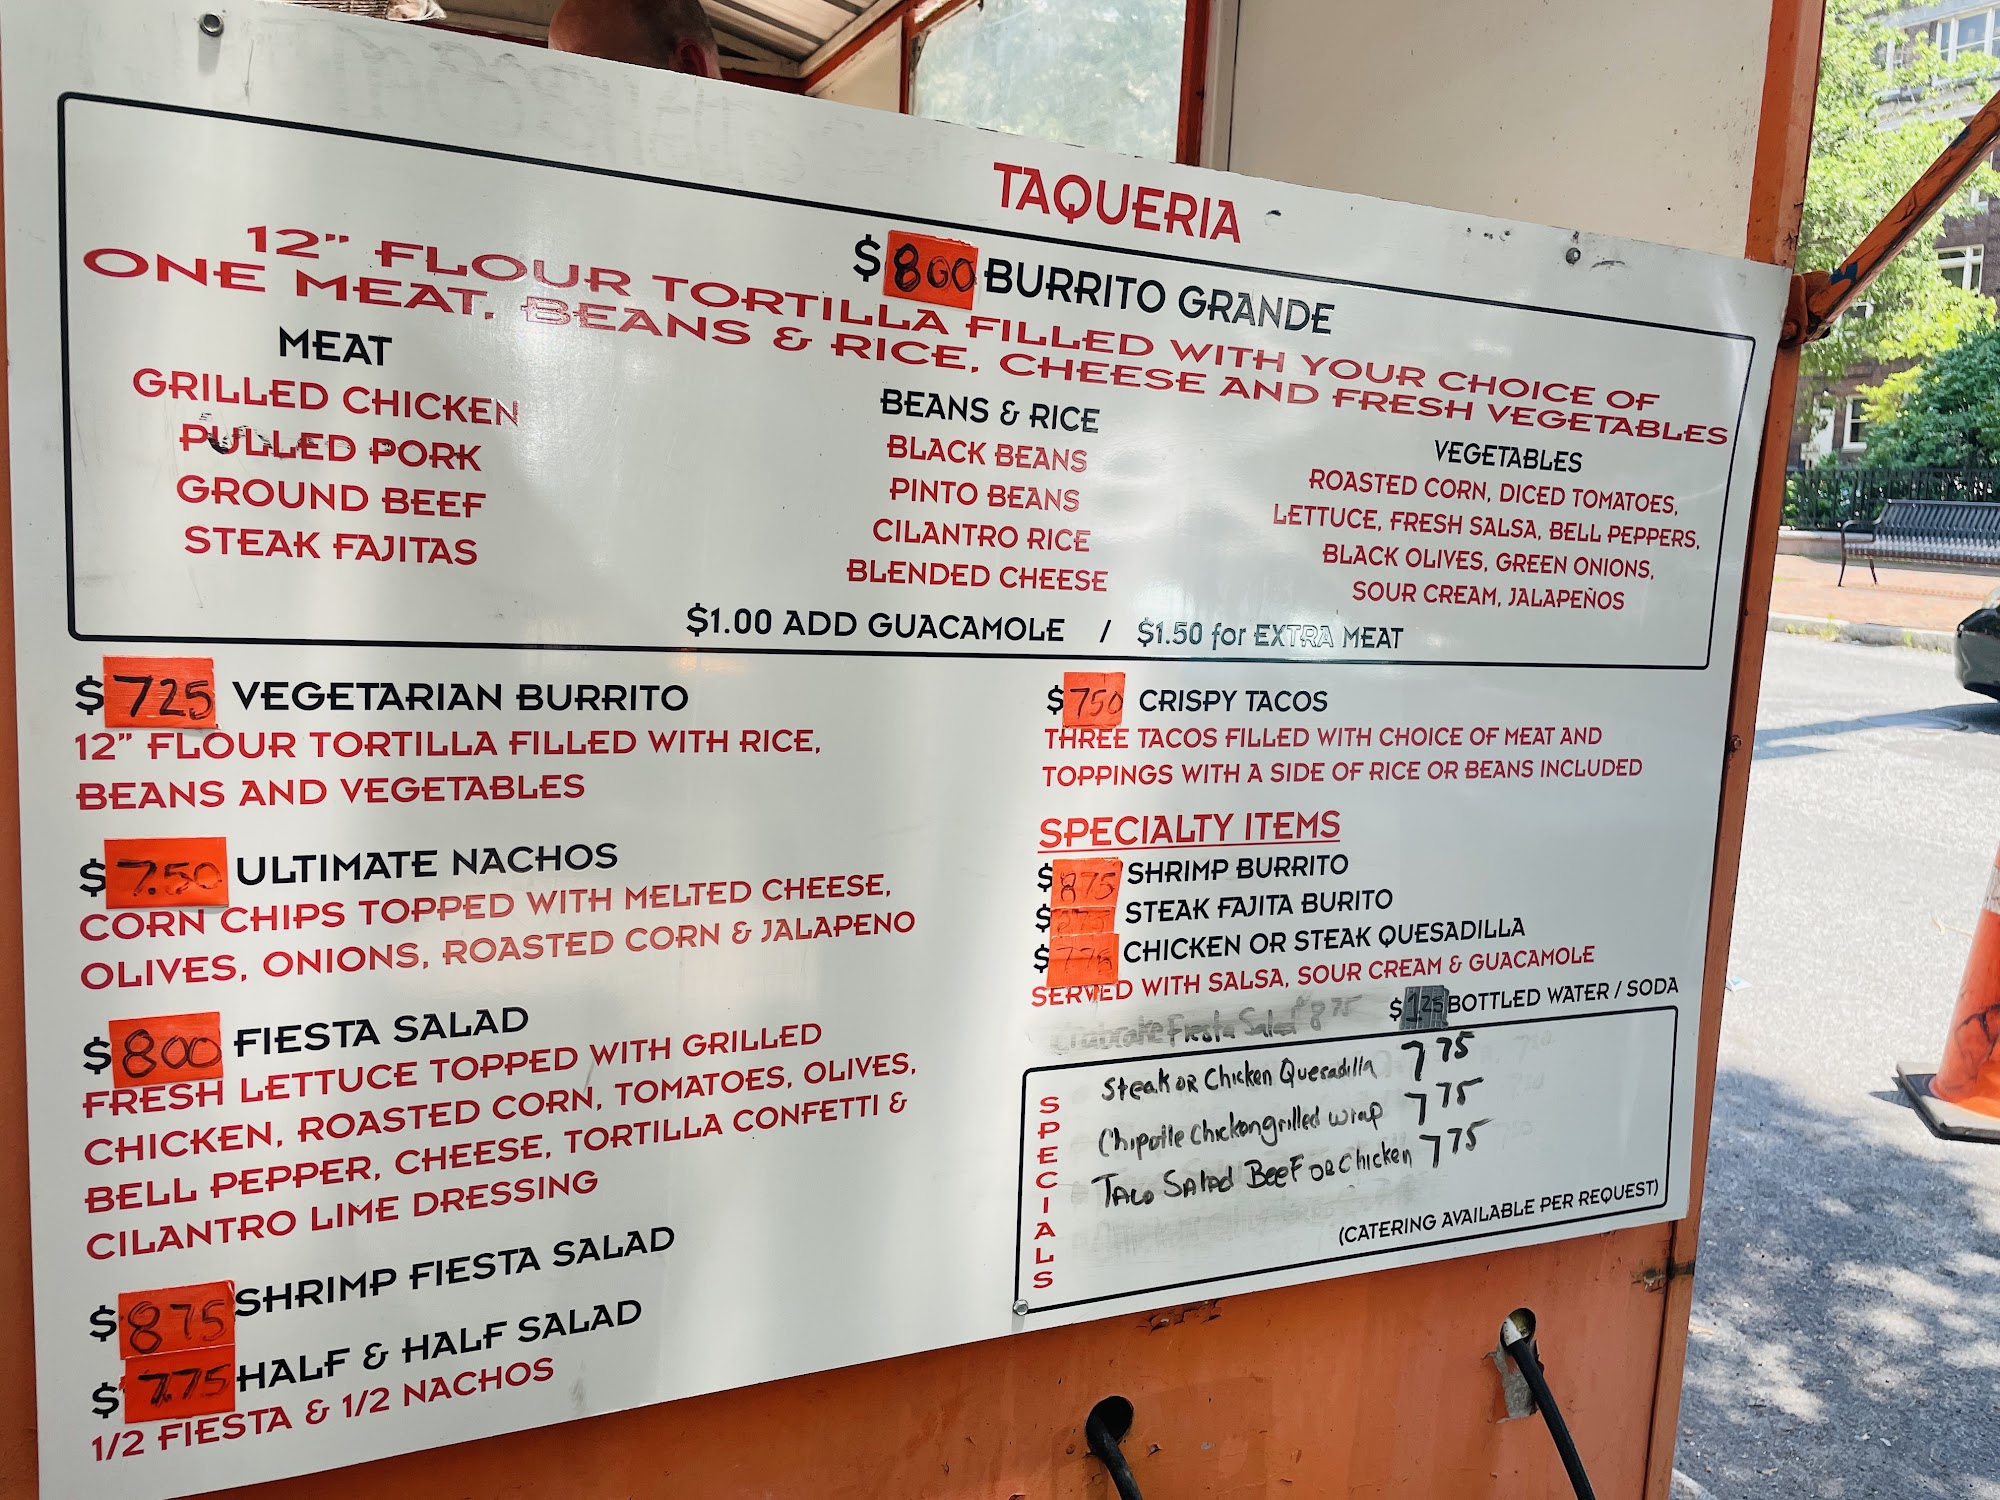 TAQUERIA
$ 8 00 BURRITO GRANDE
12" FLOUR TORTILLA FILLED WITH YOUR CHOICE OF
ONE MEAT, BEANS & RICE, CHEESE AND FRESH VEGETABLES
MEAT
GRILLED CHICKEN
PULLED PORK
GROUND BEEF
STEAK FAJITAS
BEANS & RICE
BLACK BEANS
PINTO BEANS
CILANTRO RICE
BLENDED CHEESE
VEGETABLES
ROASTED CORN, DICED TOMATOES,
LETTUCE, FRESH SALSA, BELL PEPPERS,
BLACK OLIVES, GREEN ONIONS,
SOUR CREAM, JALAPEÑOS
$1.00 ADD GUACAMOLE / $1.50 for EXTRA MEAT
$ 725 VEGETARIAN BURRITO
12" FLOUR TORTILLA FILLED WITH RICE,
BEANS AND VEGETABLES
$ 7.50 ULTIMATE NACHOS
CORN CHIPS TOPPED WITH MELTED CHEESE,
OLIVES, ONIONS, ROASTED CORN & JALAPENO
$ 800 FIESTA SALAD
FRESH LETTUCE TOPPED WITH GRILLED
CHICKEN, ROASTED CORN, TOMATOES, OLIVES,
BELL PEPPER, CHEESE, TORTILLA CONFETTI &
CILANTRO LIME DRESSING
$ 875 SHRIMP FIESTA SALAD
$ 7.75 HALF & HALF SALAD
1/2 FIESTA & 1/2 NACHOS
$ 750 CRISPY TACOS
THREE TACOS FILLED WITH CHOICE OF MEAT AND
TOPPINGS WITH A SIDE OF RICE OR BEANS INCLUDED
SPECIALTY ITEMS
$ 875 SHRIMP BURRITO
$ STEAK FAJITA BURITO
$ 775 CHICKEN OR STEAK QUESADILLA
SERVED WITH SALSA, SOUR CREAM & GUACAMOLE
$ 1.25 BOTTLED WATER / SODA
Fiesta Salad $875
SPECIALS
Steak or Chicken Quesadilla 775
Chipotle Chicken grilled wrap 775
Taco Salad Beef or Chicken 775
(CATERING AVAILABLE PER REQUEST)